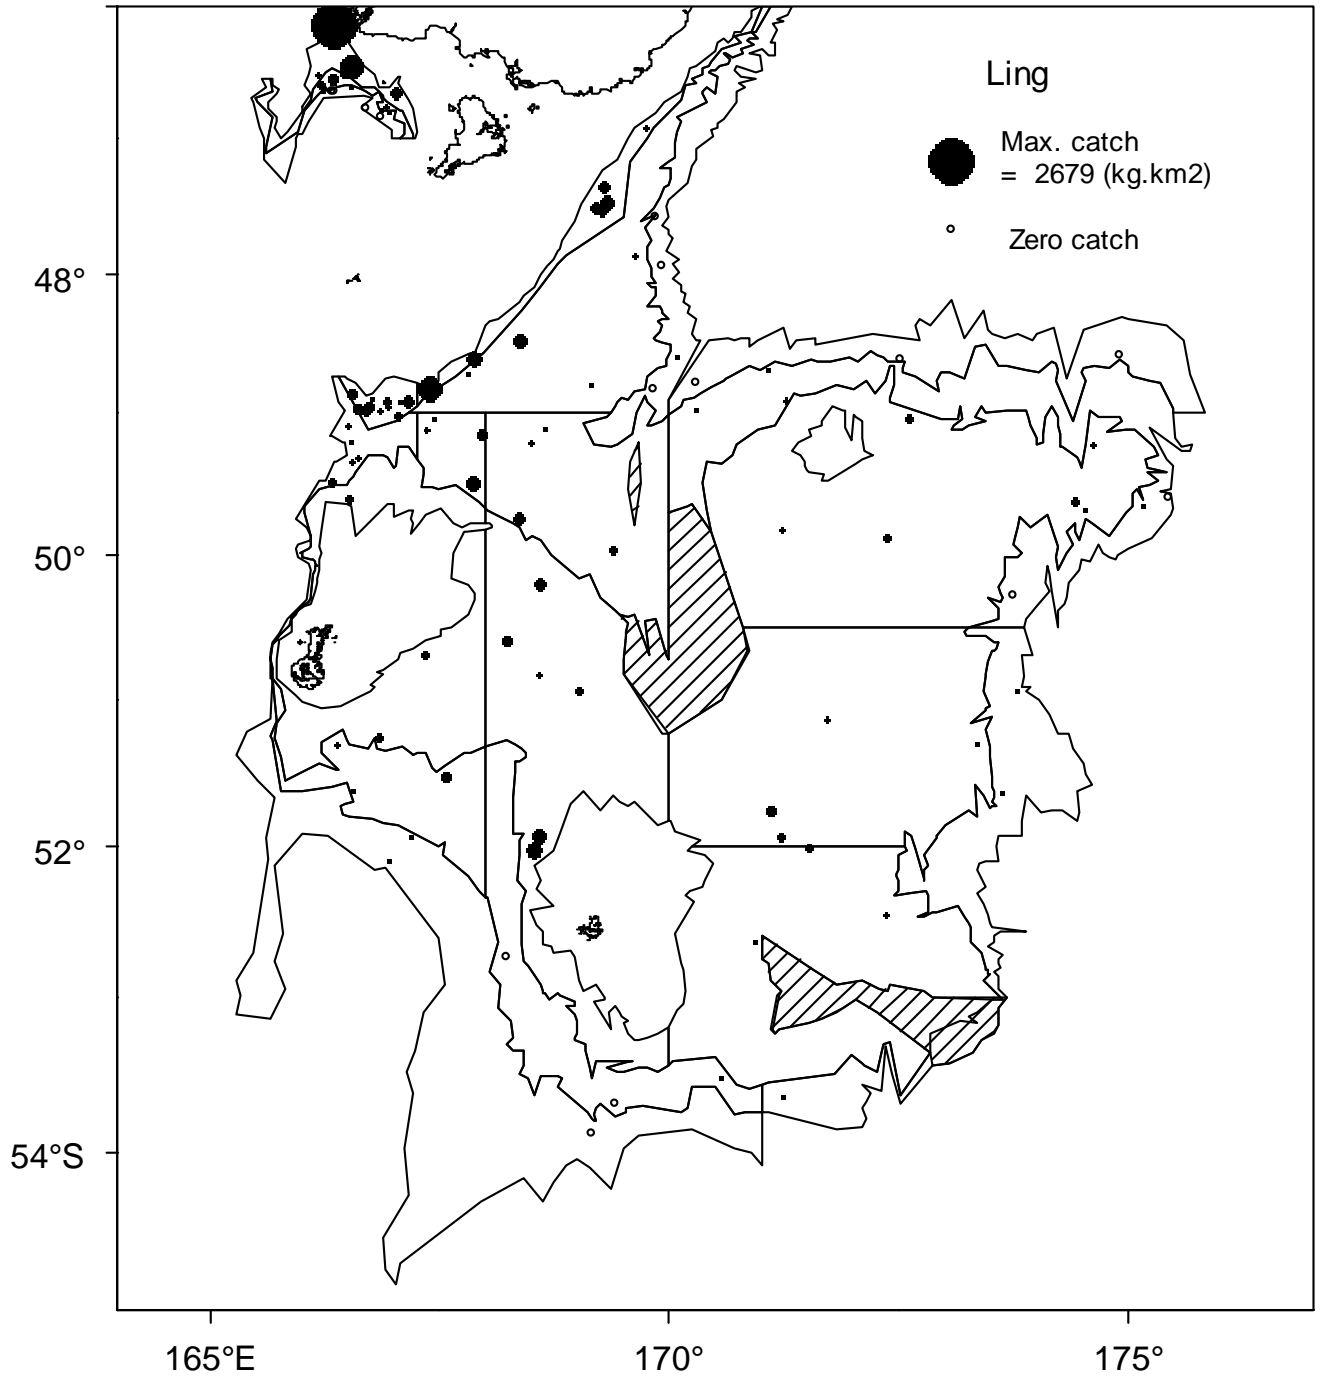 Ling
Max. catch
= 2679 (kg.km2)
Zero catch
48°
50°
52°
54°S
165°E
170°
175°